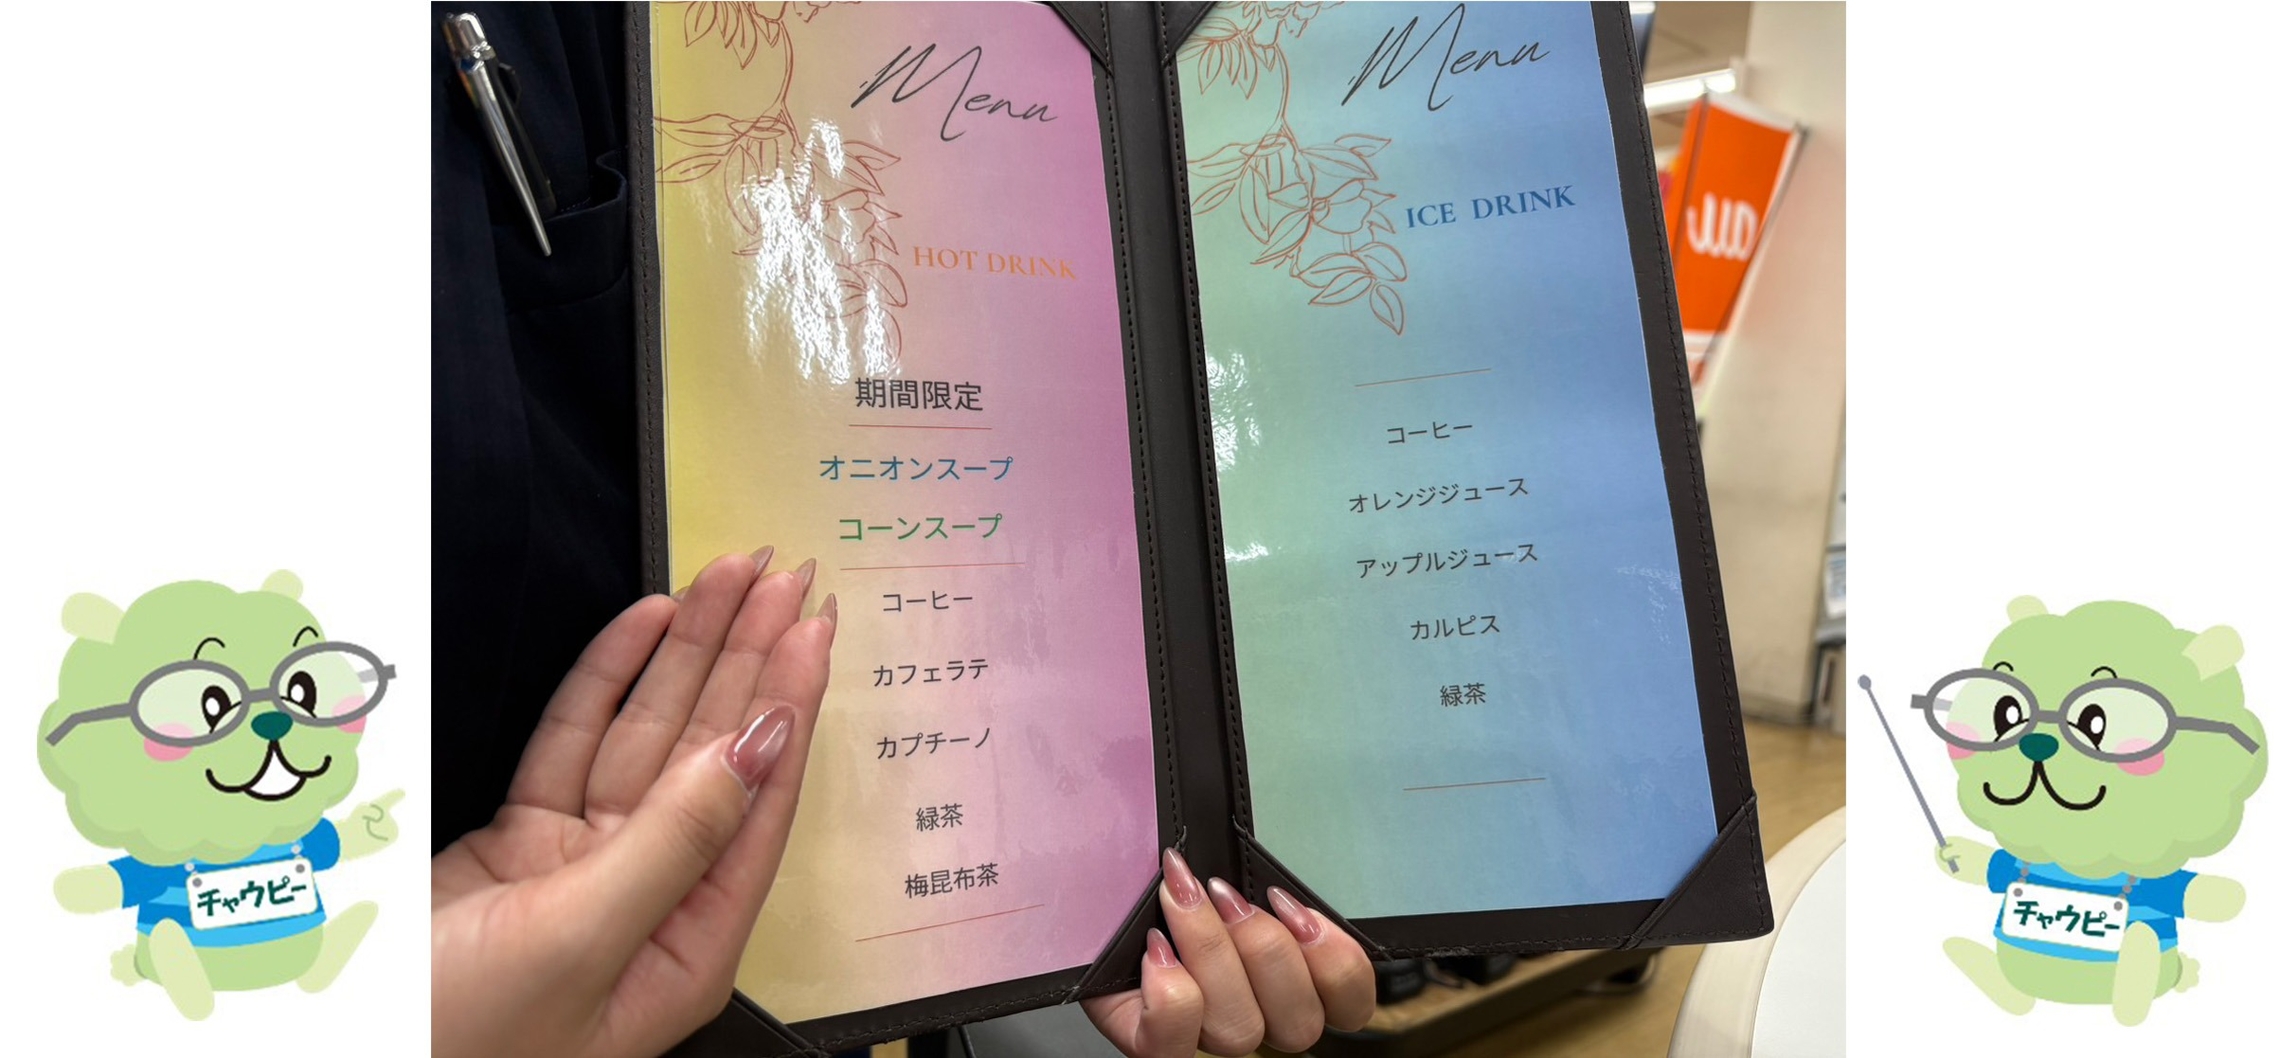 Menu
HOT DRINK
期間限定
オニオンスープ
コーンスープ
コーヒー
カフェラテ
カプチーノ
緑茶
梅昆布茶
Menu
ICE DRINK
コーヒー
オレンジジュース
アップルジュース
カルピス
緑茶
チャウピー
チャウピー